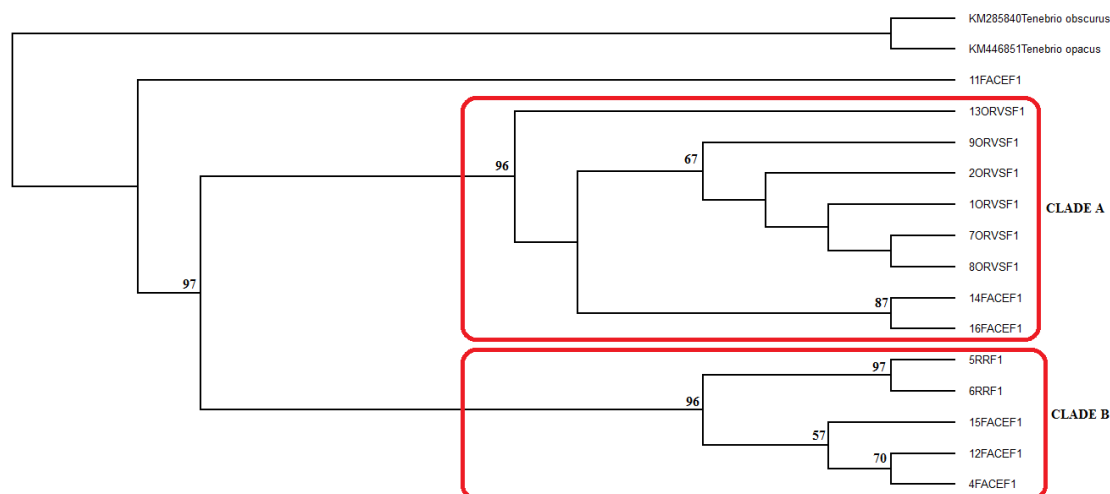 KM285840Tenebrio obscurus
KM446851Tenebrio opacus
11FACEF1
13ORVSF1
96
9ORVSF1
67
2ORVSF1
1ORVSF1
CLADE A
7ORVSF1
8ORVSF1
97
14FACEF1
87
16FACEF1
5RRF1
97
6RRF1
96
CLADE B
15FACEF1
57
12FACEF1
70
4FACEF1